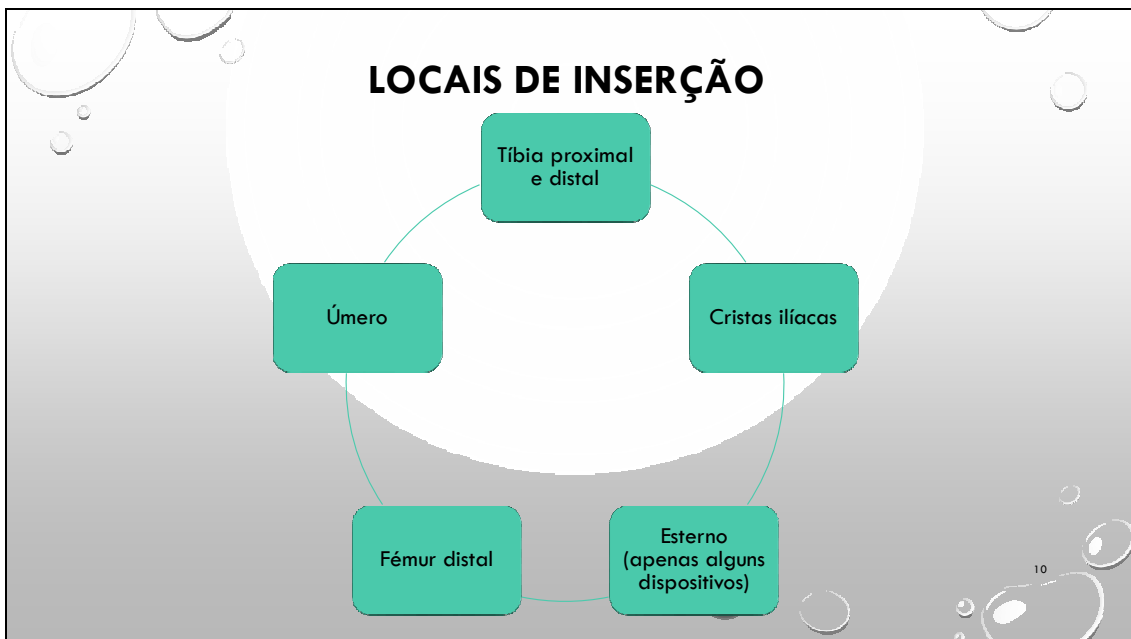 LOCAIS DE INSERÇÃO
Tíbia proximal
e distal
Úmero
Cristas ilíacas
Fémur distal
Esterno
(apenas alguns
dispositivos)
10